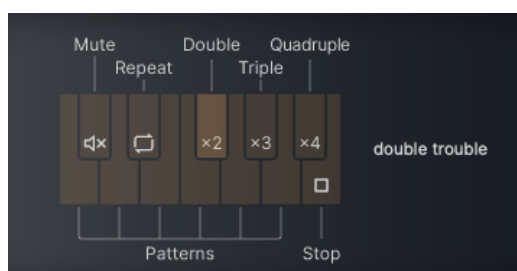 Mute Double Quadruple
Repeat Triple
×2 ×3 ×4
double trouble
Patterns Stop